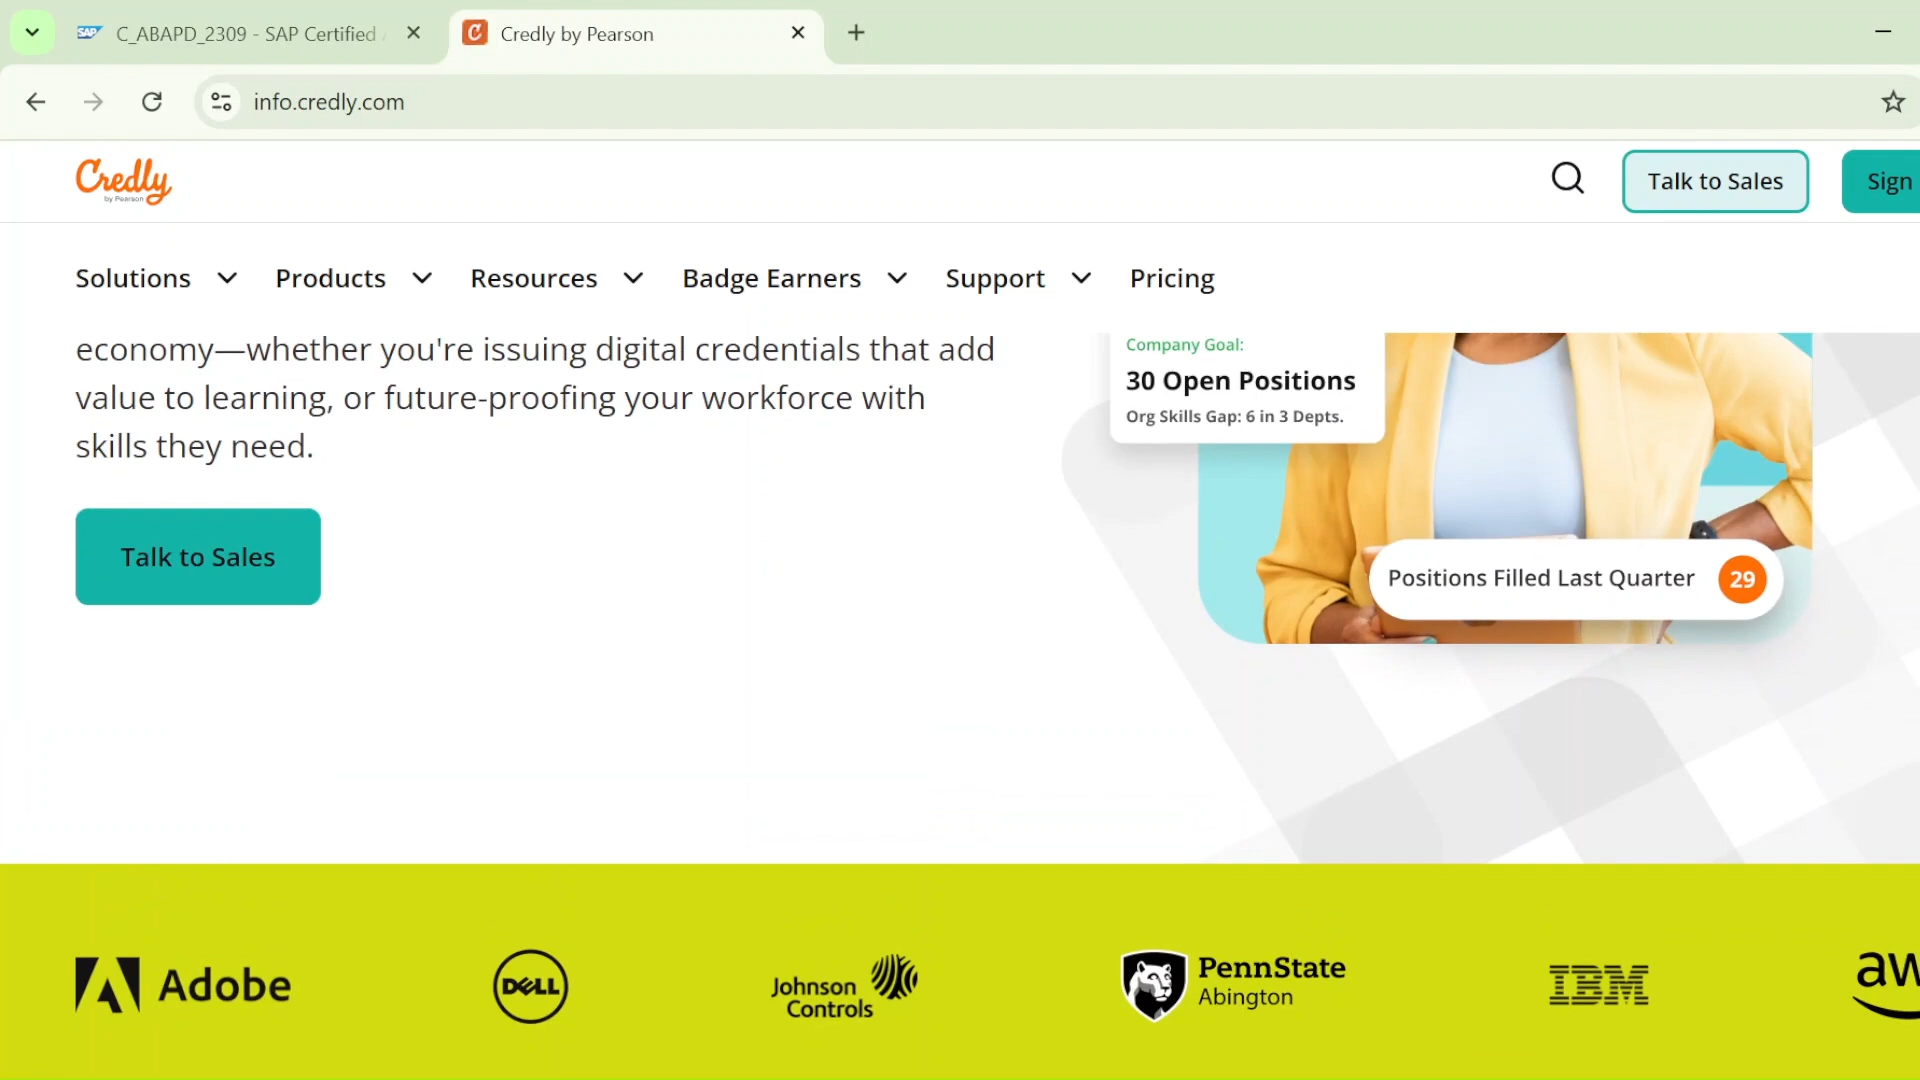 C_ABAPD_2309 - SAP Certified
Credly by Pearson
info.credly.com
Credly
by Pearson
Talk to Sales
Sign
Solutions
Products
Resources
Badge Earners
Support
Pricing
economy—whether you're issuing digital credentials that add
value to learning, or future-proofing your workforce with
skills they need.
Talk to Sales
Company Goal:
30 Open Positions
Org Skills Gap: 6 in 3 Depts.
Positions Filled Last Quarter 29
Adobe
DELL
Johnson
Controls
PennState
Abington
IBM
aw